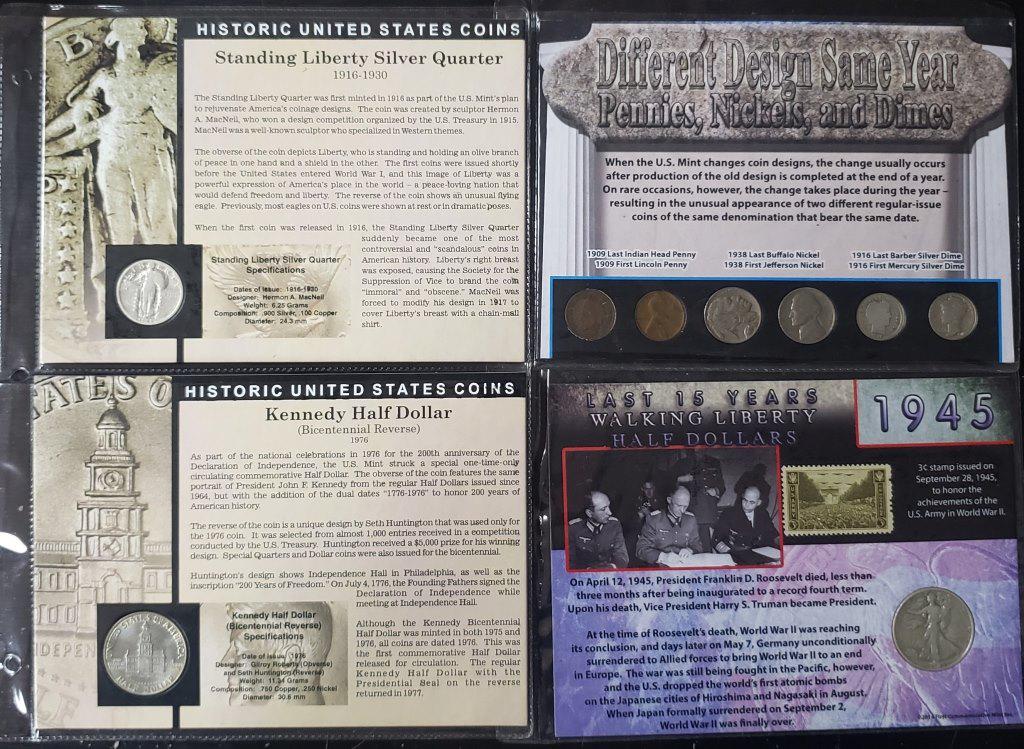 HISTORIC UNITED STATES COINS
Standing Liberty Silver Quarter
1916-1930
The Standing Liberty Quarter was first minted in 1916 as part of the U.S. Mint's plan
to rejuvenate America's coinage designs. The coin was created by sculptor Hermon
A. MacNeil, who won a design competition organized by the U.S. Treasury in 1915.
MacNeil was a well-known sculptor who specialized in Western themes.
The obverse of the coin depicts Liberty, who is standing and holding an olive branch
of peace in one hand and a shield in the other. The first coins were issued shortly
before the United States entered World War I, and this image of Liberty was a
powerful expression of America's place in the world – a peace-loving nation that
would defend freedom and liberty. The reverse of the coin shows an unusual flying
eagle. Previously, most eagles on U.S. coins were shown at rest or in dramatic poses.
When the first coin was released in 1916, the Standing Liberty Quarter
suddenly became one of the most
controversial and "scandalous" coins in
American history. Liberty's right breast
was exposed, causing the Society for the
Suppression of Vice to brand the coin
"immoral" and "obscene." MacNeil was
forced to modify his design in 1917 to
cover Liberty's breast with a chain-mail
shirt.
Standing Liberty Silver Quarter
Specifications
Dates of Issue: 1916-1930
Designer: Hermon A. MacNeil
Weight: 6.25 Grams
Composition: .900 Silver, .100 Copper
Diameter: 24.3 mm
Different Design Same Year
Pennies, Nickels, and Dimes
When the U.S. Mint changes coin designs, the change usually occurs
after production of the old design is completed at the end of a year.
On rare occasions, however, the change takes place during the year –
resulting in the unusual appearance of two different regular-issue
coins of the same denomination that bear the same date.
1909 Last Indian Head Penny
1909 First Lincoln Penny
1938 Last Buffalo Nickel
1938 First Jefferson Nickel
1916 Last Barber Silver Dime
1916 First Mercury Silver Dime
TATES O
INDEPEN
HISTORIC UNITED STATES COINS
Kennedy Half Dollar
(Bicentennial Reverse)
1976
As part of the national celebrations in 1976 for the 200th anniversary of the
Declaration of Independence, the U.S. Mint struck a special one-time-only
circulating commemorative Half Dollar. The obverse of the coin features the same
portrait of President John F. Kennedy from the regular Half Dollars issued since
1964, but with the addition of the dual dates "1776-1976" to honor 200 years of
American history.
The reverse of the coin is a unique design by Seth Huntington that was used only for
the 1976 coin. It was selected from almost 1,000 entries received in a competition
conducted by the U.S. Treasury. Huntington received a $5,000 prize for his winning
design. Special Quarters and Dollar coins were also issued for the bicentennial.
Huntington's design shows Independence Hall in Philadelphia, as well as the
inscription "200 Years of Freedom." On July 4, 1776, the Founding Fathers signed the
Declaration of Independence while
meeting at Independence Hall.
Although the Kennedy Bicentennial
Half Dollar was minted in both 1975 and
1976, all coins are dated 1976. This was
the first commemorative Half Dollar
released for circulation. The regular
Kennedy Half Dollar with the
Presidential Seal on the reverse
returned in 1977.
Kennedy Half Dollar
(Bicentennial Reverse)
Specifications
Date of Issue: 1976
Designer: Gilroy Roberts (Obverse)
and Seth Huntington (Reverse)
Weight: 11.34 Grams
Composition: .750 Copper, .250 Nickel
Diameter: 30.6 mm
LAST 15 YEARS
WALKING LIBERTY
HALF DOLLARS
1945
3¢ stamp issued on
September 28, 1945,
to honor the
achievements of the
U.S. Army in World War II.
On April 12, 1945, President Franklin D. Roosevelt died, less than
three months after being inaugurated to a record fourth term.
Upon his death, Vice President Harry S. Truman became President.
At the time of Roosevelt's death, World War II was reaching
its conclusion, and days later on May 7, Germany unconditionally
surrendered to Allied forces to bring World War II to an end
in Europe. The war was still being fought in the Pacific, however,
and the U.S. dropped the world's first atomic bombs
on the Japanese cities of Hiroshima and Nagasaki in August.
When Japan formally surrendered on September 2,
World War II was finally over.